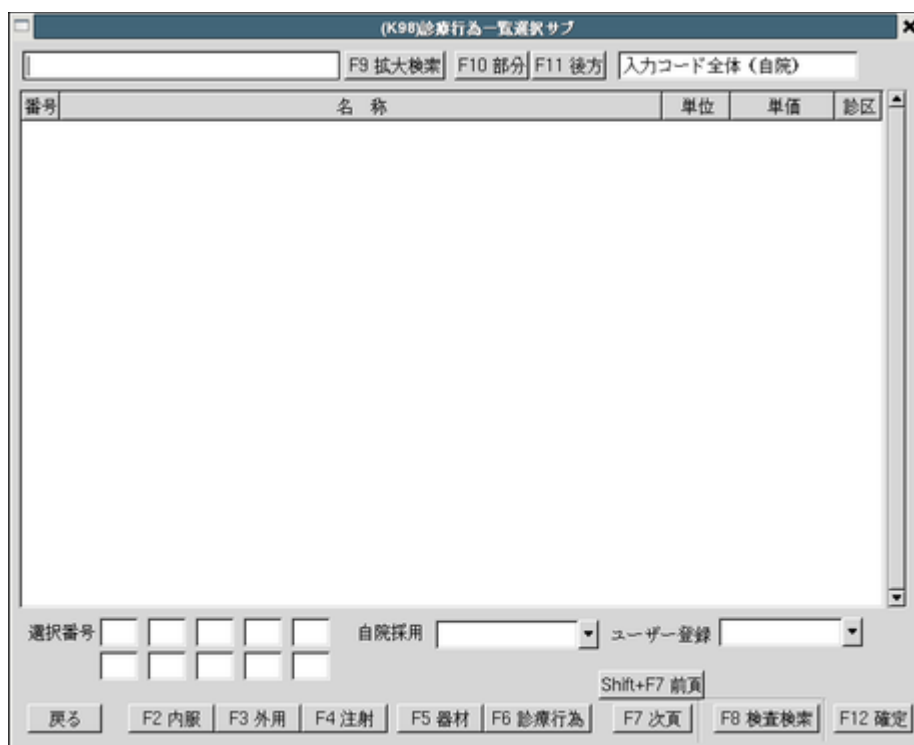 (K98)診療行為一覧選択サブ
F9 拡大検索 F10 部分 F11 後方 入力コード全体(自院)
番号 名 称 単位 単価 診区
選択番号 自院採用 ユーザー登録
Shift+F7 前頁
戻る F2 内服 F3 外用 F4 注射 F5 器材 F6 診療行為 F7 次頁 F8 検査検索 F12 確定